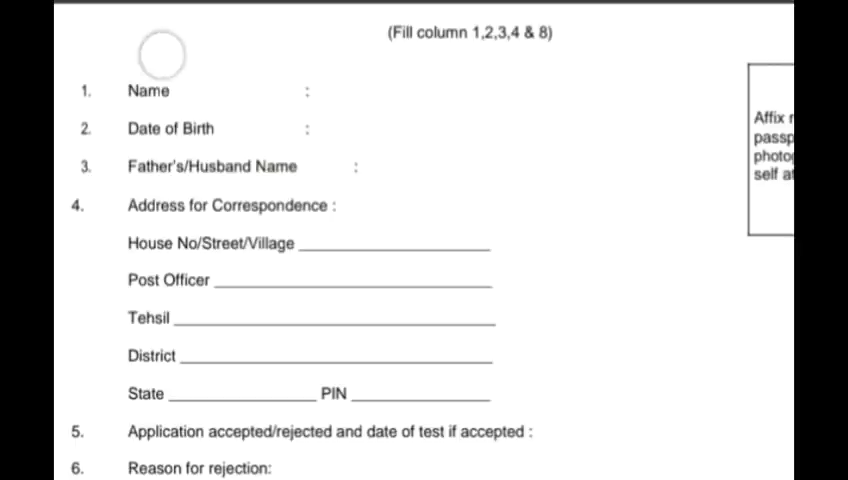 (Fill column 1,2,3,4 & 8)
1. Name :
2. Date of Birth :
3. Father's/Husband Name :
4. Address for Correspondence :
House No/Street/Village
Post Officer
Tehsil
District
State PIN
5. Application accepted/rejected and date of test if accepted :
6. Reason for rejection:
Affix
self